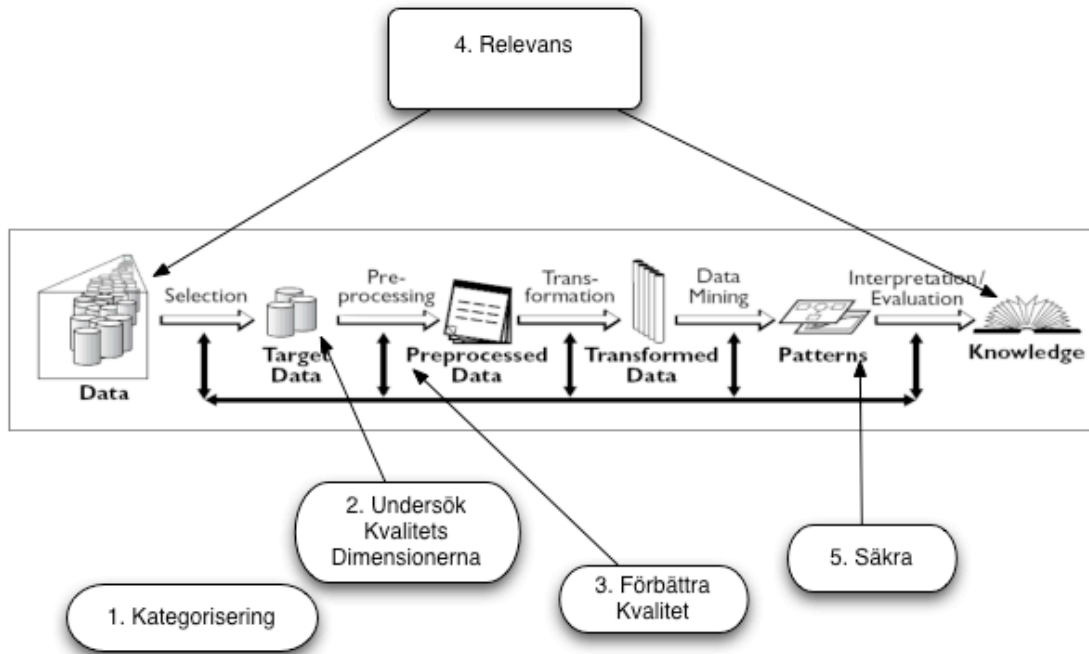 4. Relevans
Selection
Pre-
processing
Trans-
formation
Data
Mining
Interpretation/
Evaluation
Data
Target
Data
Preprocessed
Data
Transformed
Data
Patterns
Knowledge
2. Undersök
Kvalitets
Dimensionerna
3. Förbättra
Kvalitet
5. Säkra
1. Kategorisering